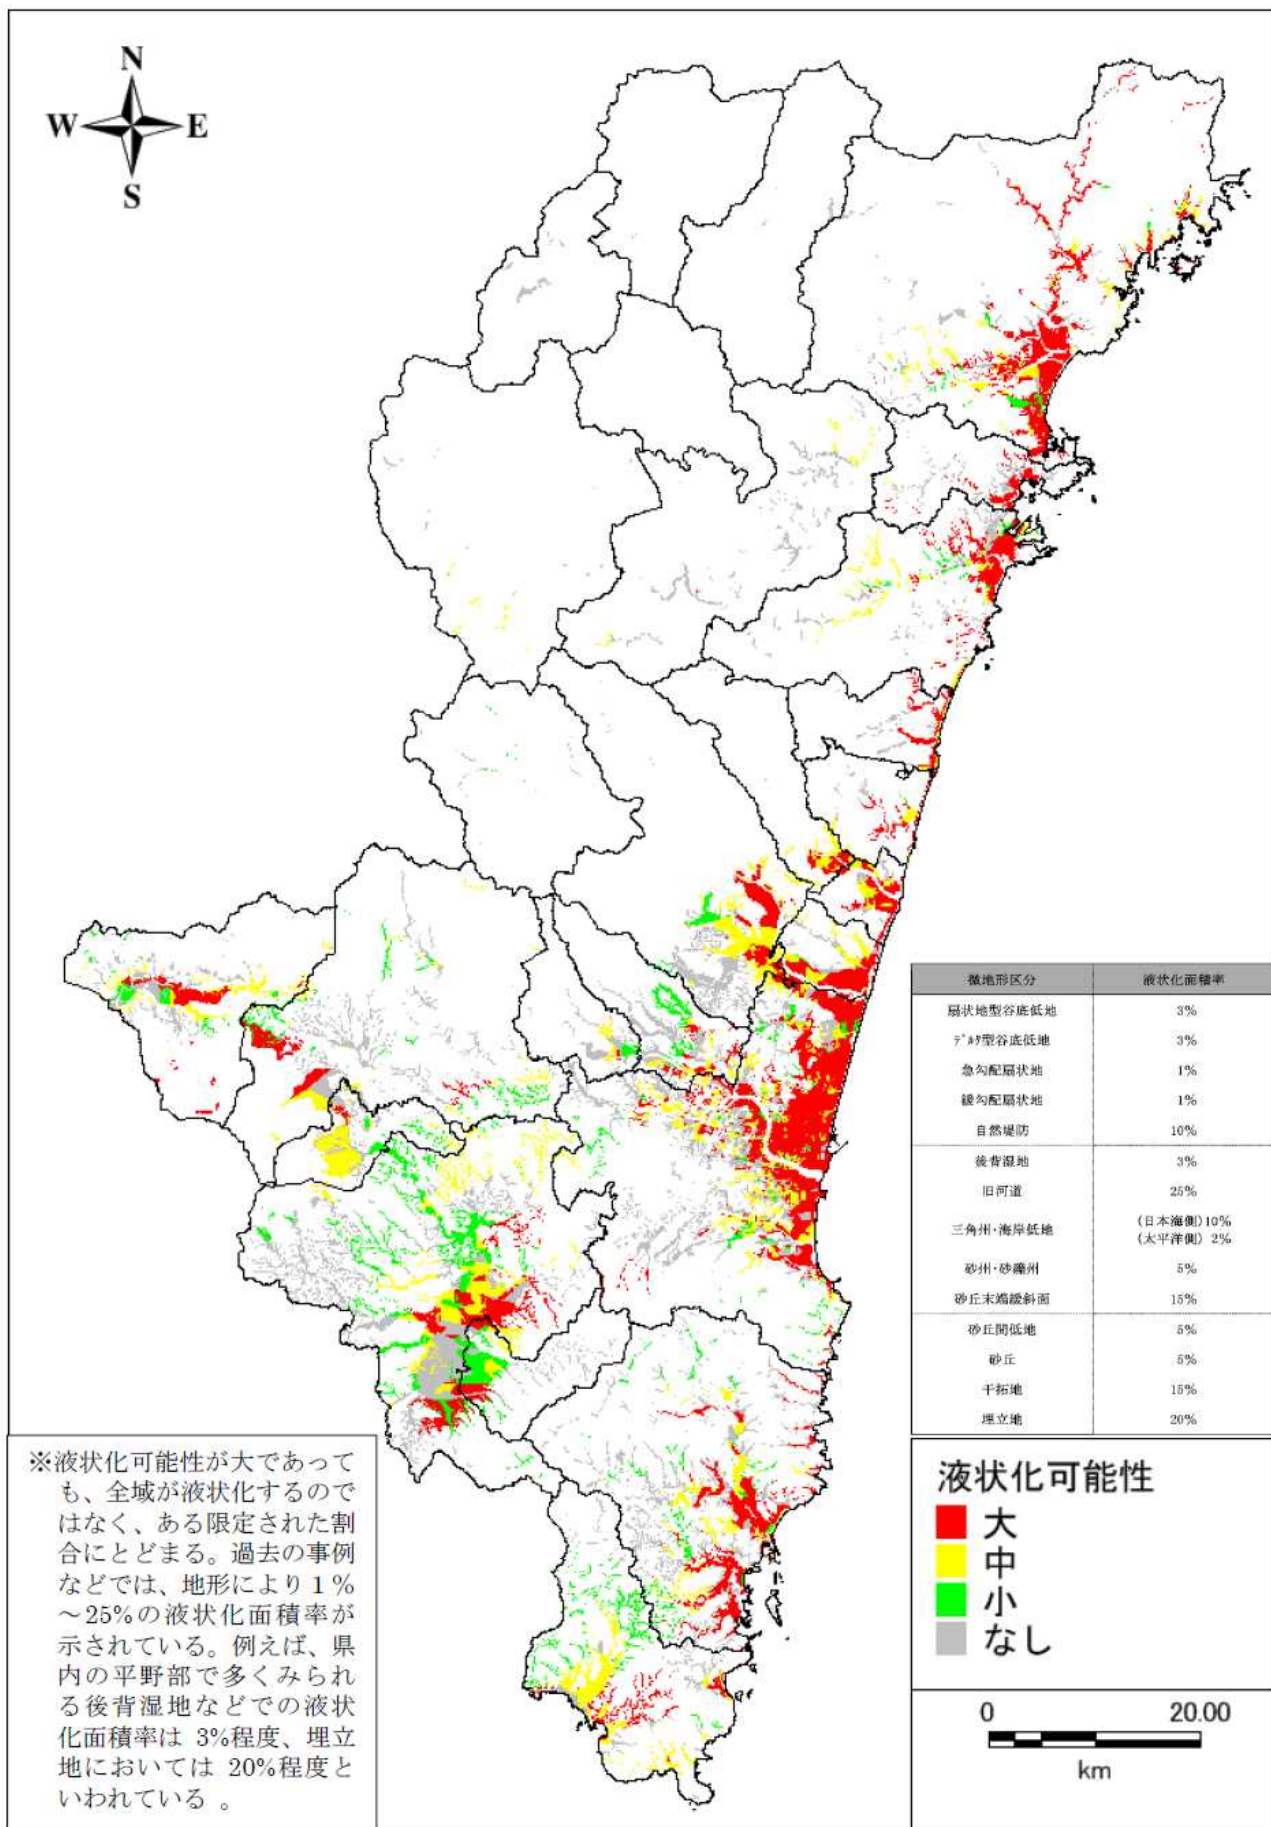 N
W E
S
微地形区分 液状化面積率
扇状地型谷底低地 3%
デルタ型谷底低地 3%
急勾配扇状地 1%
緩勾配扇状地 1%
自然堤防 10%
後背湿地 3%
旧河道 25%
三角州・海岸低地 (日本海側)10%
(太平洋側) 2%
砂州・砂礫州 5%
砂丘末端緩斜面 15%
砂丘間低地 5%
砂丘 5%
干拓地 15%
埋立地 20%
※液状化可能性が大であって
も、全域が液状化するので
はなく、ある限定された割
合にとどまる。過去の事例
などでは、地形により1%
～25%の液状化面積率が
示されている。例えば、県
内の平野部で多くみられ
る後背湿地などでの液状
化面積率は 3%程度、埋立
地においては 20%程度と
いわれている 。
液状化可能性
大
中
小
なし
0 20.00
km